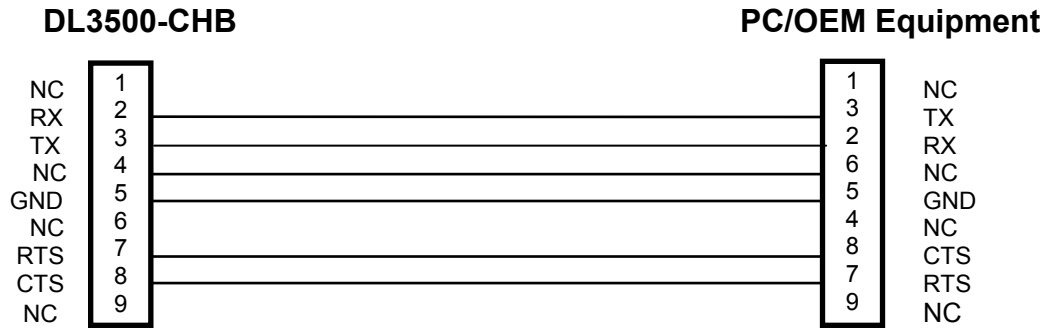 DL3500-CHB PC/OEM Equipment
NC 1 1 NC
RX 2 3 TX
TX 3 2 RX
NC 4 6 NC
GND 5 5 GND
NC 6 4 NC
RTS 7 8 CTS
CTS 8 7 RTS
NC 9 9 NC